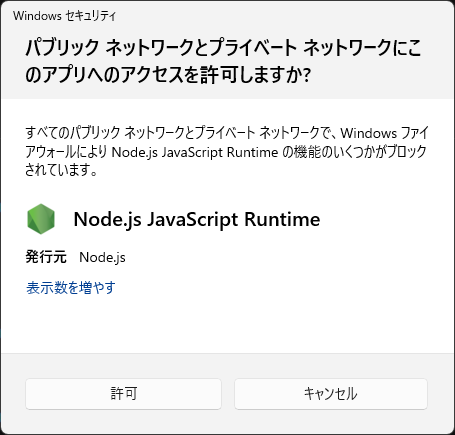 Windows セキュリティ
パブリック ネットワークとプライベート ネットワークにこ
のアプリへのアクセスを許可しますか?
すべてのパブリック ネットワークとプライベート ネットワークで、Windows ファイ
アウォールにより Node.js JavaScript Runtime の機能のいくつかがブロック
されています。
Node.js JavaScript Runtime
発行元 Node.js
表示数を増やす
許可
キャンセル